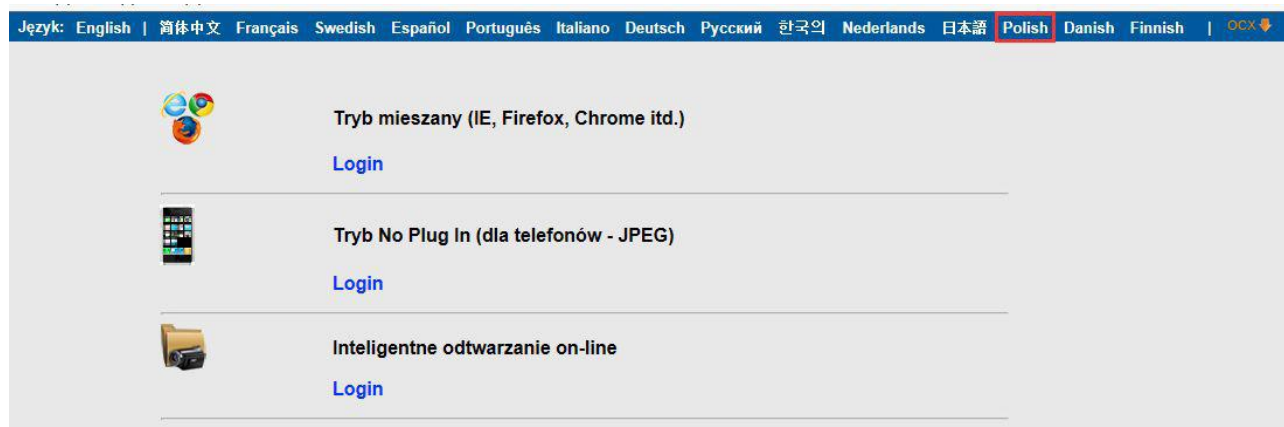 Język: English | 简体中文 Français Swedish Español Português Italiano Deutsch Русский 한국의 Nederlands 日本語 Polish Danish Finnish | OCX
Tryb mieszany (IE, Firefox, Chrome itd.)
Login
Tryb No Plug In (dla telefonów - JPEG)
Login
Inteligentne odtwarzanie on-line
Login